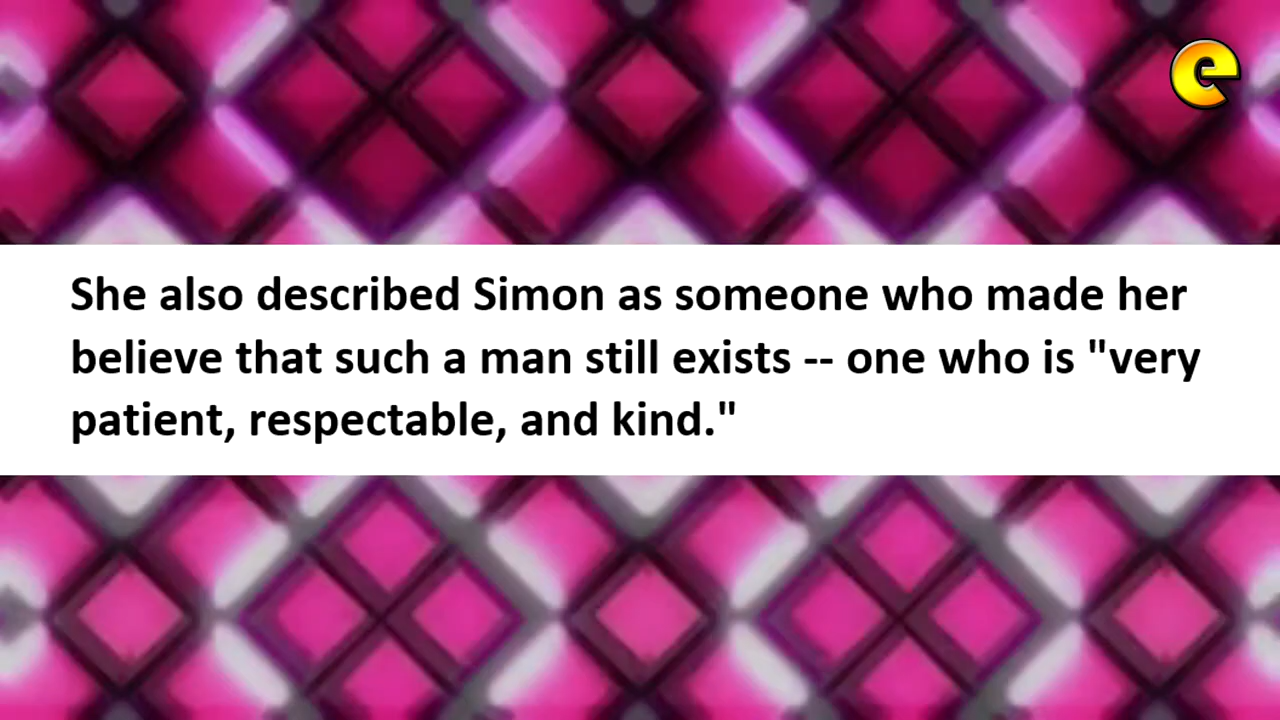 e
She also described Simon as someone who made her
believe that such a man still exists -- one who is "very
patient, respectable, and kind."